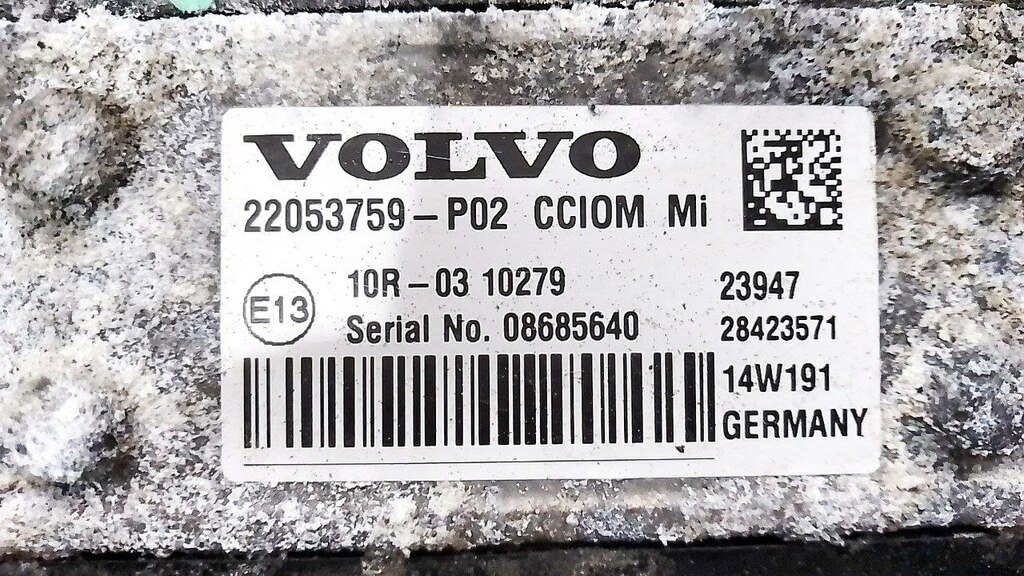 VOLVO
22053759-P02 CCIOM Mi
E13
10R-03 10279
Serial No. 08685640
23947
28423571
14W191
GERMANY